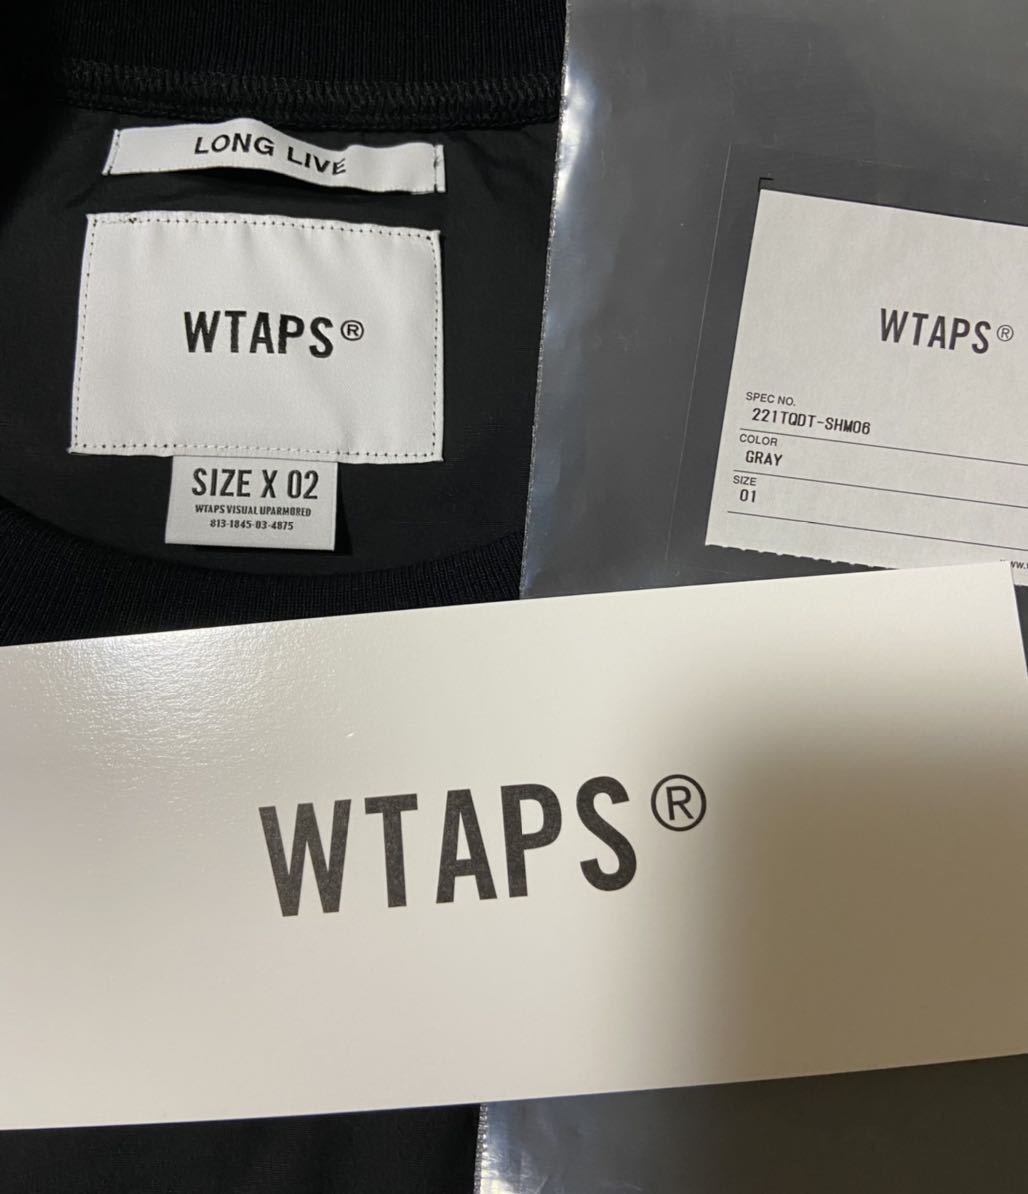 LONG LIVE
WTAPS®
SIZE X 02
WTAPS VISUAL UPARMORED
813-1845-03-4875
WTAPS®
SPEC NO.
221TQDT-SHM06
COLOR
GRAY
SIZE
01
WTAPS®